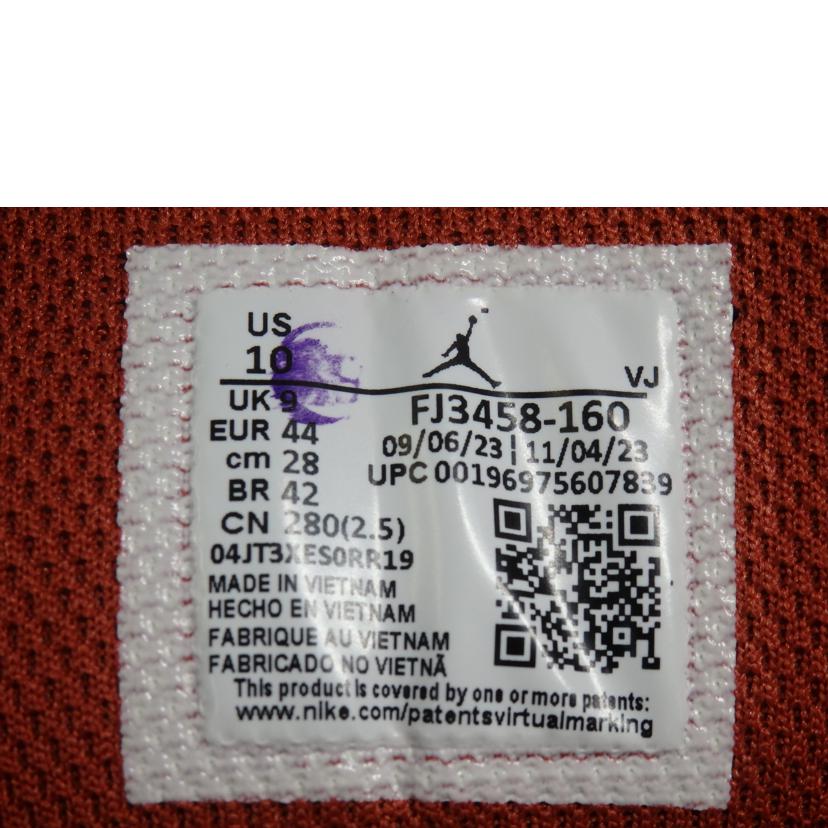 US
10
VJ
UK 9
FJ3458-160
EUR 44
09/06/23 | 11/04/23
cm 28
UPC 00196975607839
BR 42
CN 280(2.5)
04JT3XES0RR19
MADE IN VIETNAM
HECHO EN VIETNAM
FABRIQUE AU VIETNAM
FABRICADO NO VIETNÃ
This product is covered by one or more patents:
www.nike.com/patentsvirtualmarking